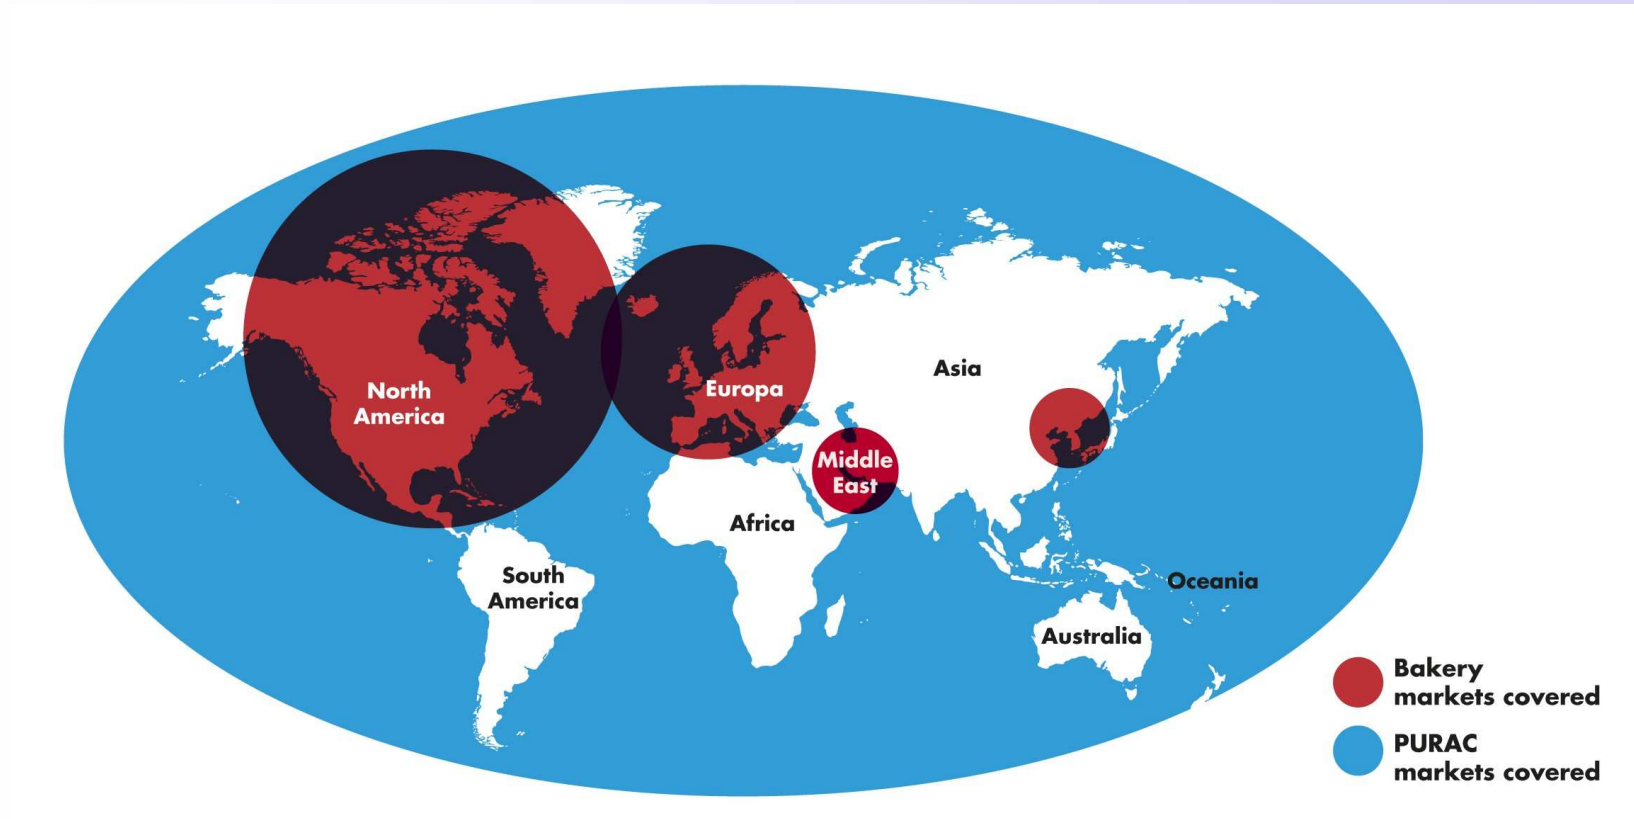 North
America
Europa
Asia
Middle
East
Africa
South
America
Oceania
Australia
Bakery
markets covered
PURAC
markets covered